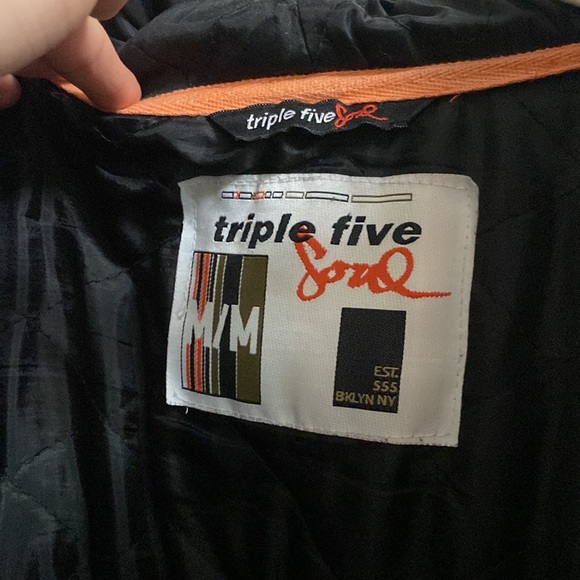 triple five Soul
triple five
Soul
M/M
EST.
555
BKLYN NY